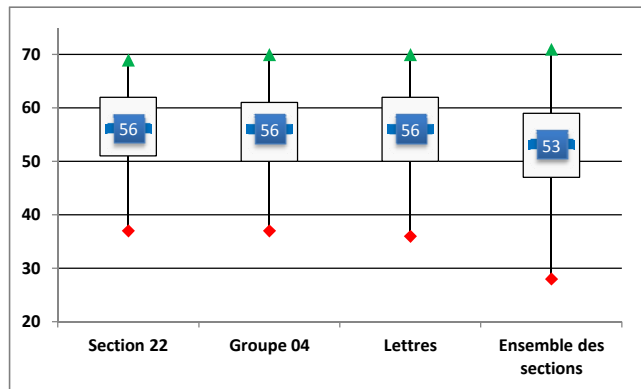 70
60
50
40
30
20
56
56
56
53
Section 22
Groupe 04
Lettres
Ensemble des
sections